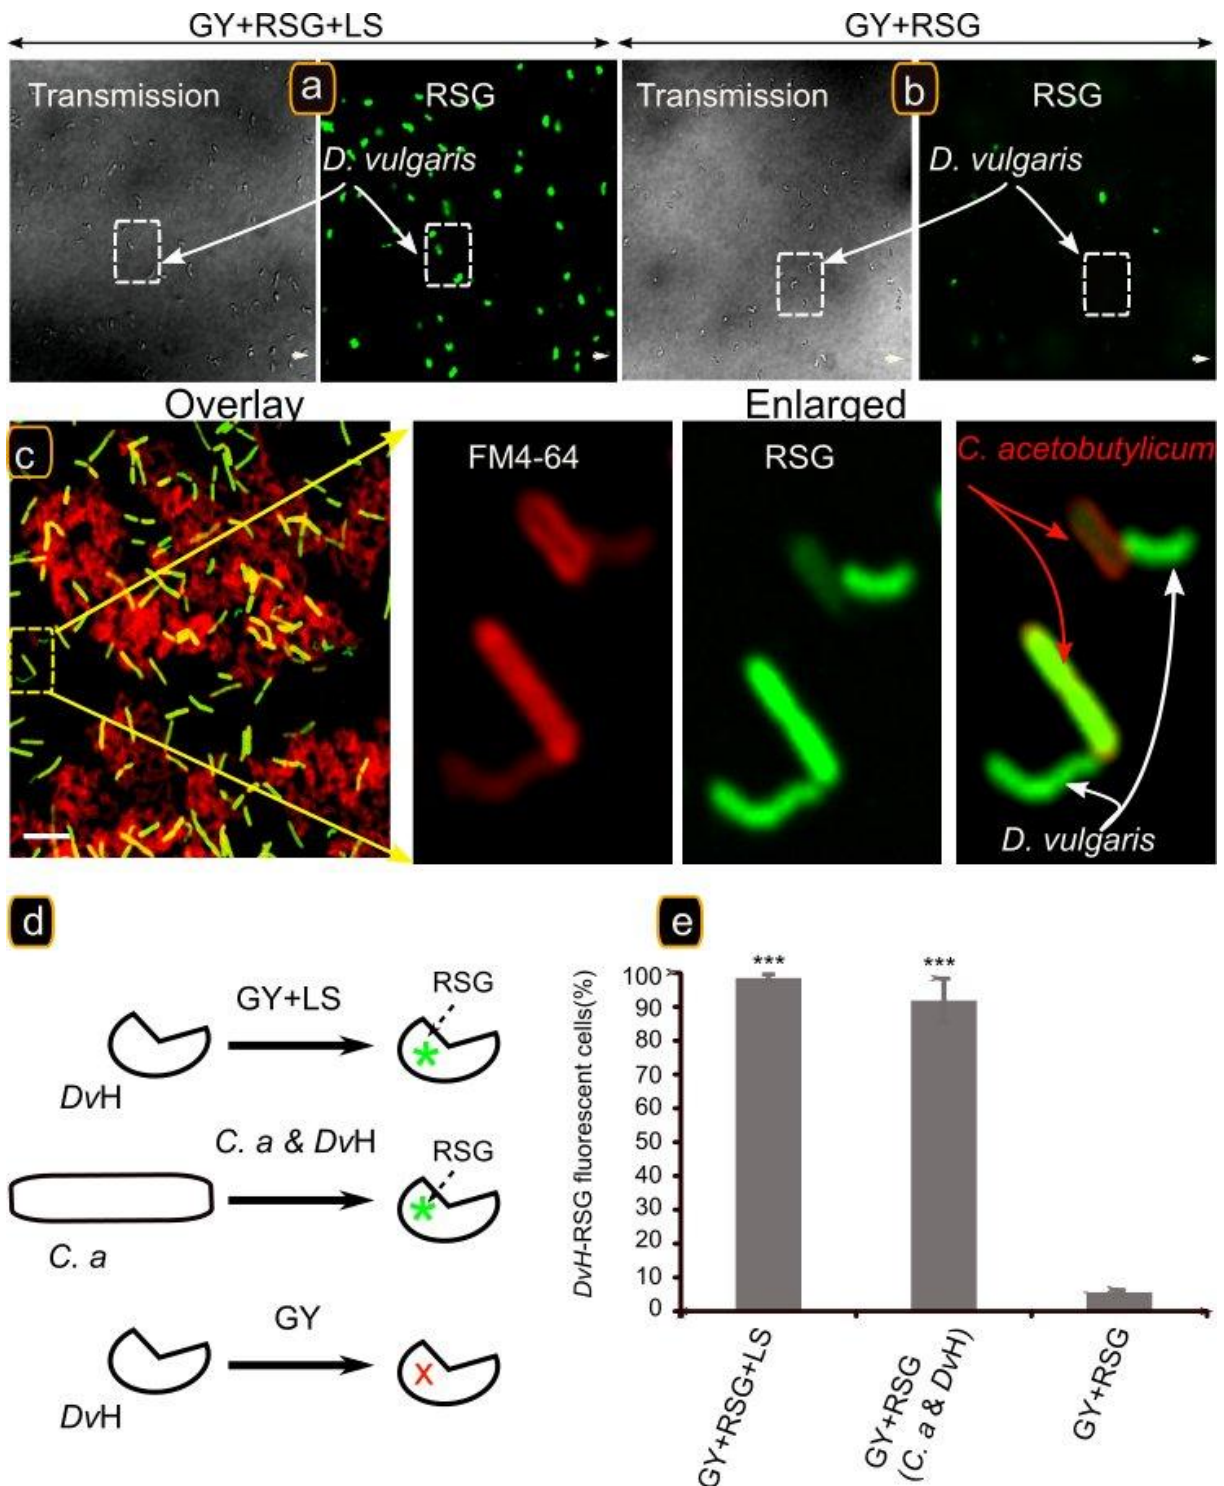 GY+RSG+LS
GY+RSG
Transmission
a
RSG
Transmission
b
RSG
D. vulgaris
D. vulgaris
Overlay
Enlarged
c
FM4-64
RSG
C. acetobutylicum
D. vulgaris
d
GY+LS
RSG
DvH
C. a & DvH
RSG
C. a
GY
x
DvH
e
***
***
DvH-RSG fluorescent cells(%)
100
90
80
70
60
50
40
30
20
10
0
GY+RSG+LS
GY+RSG
(C. a & DvH)
GY+RSG